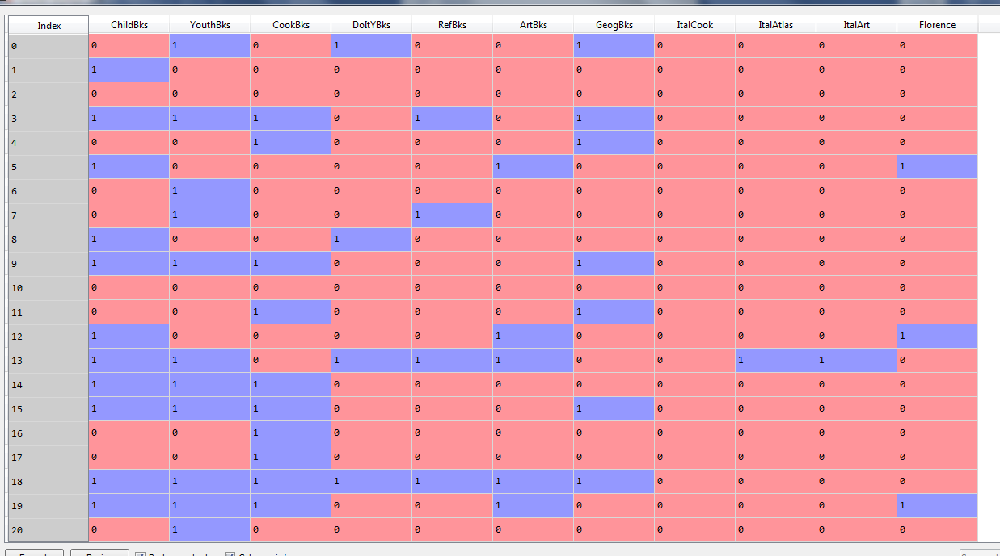 Index ChildBks YouthBks CookBks DoItYBks RefBks ArtBks GeogBks ItalCook ItalAtlas ItalArt Florence
0 0 1 0 1 0 0 1 0 0 0 0
1 1 0 0 0 0 0 0 0 0 0 0
2 0 0 0 0 0 0 0 0 0 0 0
3 1 1 1 0 1 0 1 0 0 0 0
4 0 0 1 0 0 0 1 0 0 0 0
5 1 0 0 0 0 1 0 0 0 0 1
6 0 1 0 0 0 0 0 0 0 0 0
7 0 1 0 0 1 0 0 0 0 0 0
8 1 0 0 1 0 0 0 0 0 0 0
9 1 1 1 0 0 0 1 0 0 0 0
10 0 0 0 0 0 0 0 0 0 0 0
11 0 0 1 0 0 0 1 0 0 0 0
12 1 0 0 0 0 1 0 0 0 0 1
13 1 1 0 1 1 1 0 0 1 1 0
14 1 1 1 0 0 0 0 0 0 0 0
15 1 1 1 0 0 0 1 0 0 0 0
16 0 0 1 0 0 0 0 0 0 0 0
17 0 0 1 0 0 0 0 0 0 0 0
18 1 1 1 1 1 1 1 0 0 0 0
19 1 1 1 0 0 1 0 0 0 0 1
20 0 1 0 0 0 0 0 0 0 0 0